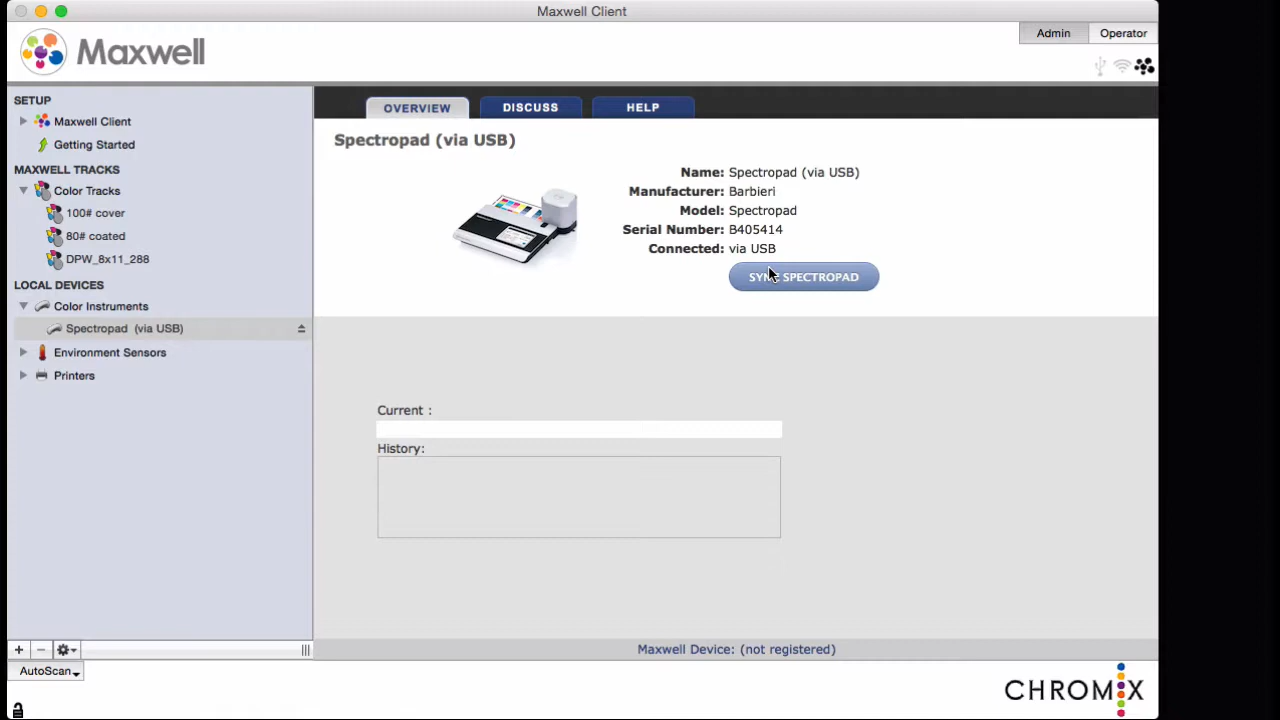 Maxwell Client
Maxwell
Admin
Operator
SETUP
Maxwell Client
Getting Started
MAXWELL TRACKS
Color Tracks
100# cover
80# coated
DPW_8x11_288
LOCAL DEVICES
Color Instruments
Spectropad (via USB)
Environment Sensors
Printers
AutoScan
OVERVIEW
DISCUSS
HELP
Spectropad (via USB)
Name: Spectropad (via USB)
Manufacturer: Barbieri
Model: Spectropad
Serial Number: B405414
Connected: via USB
SYNC SPECTROPAD
Current :
History:
Maxwell Device: (not registered)
CHROMIX